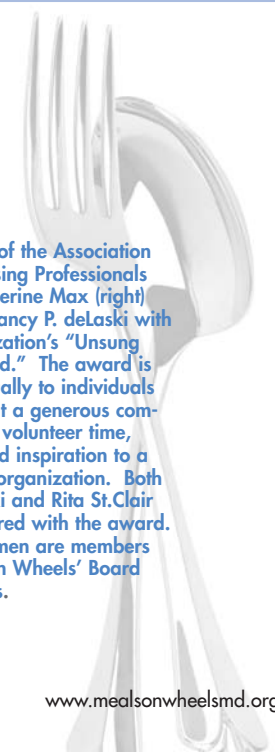 of the Association
sing Professionals
erine Max (right)
ancy P. deLaski with
zation's “Unsung
d.” The award is
ally to individuals
t a generous com-
volunteer time,
d inspiration to a
organization. Both
i and Rita St.Clair
red with the award.
men are members
n Wheels' Board
s.
www.mealsonwheelsmd.org